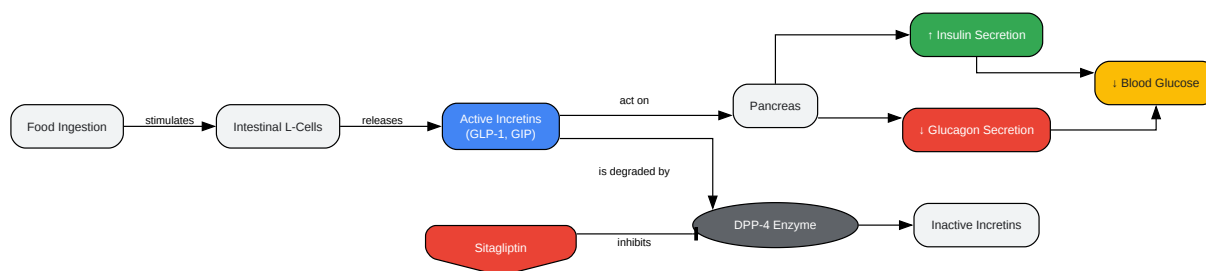 Food Ingestion
stimulates
Intestinal L-Cells
releases
Active Incretins
(GLP-1, GIP)
act on
Pancreas
↑ Insulin Secretion
↓ Glucagon Secretion
↓ Blood Glucose
is degraded by
DPP-4 Enzyme
Inactive Incretins
Sitagliptin
inhibits